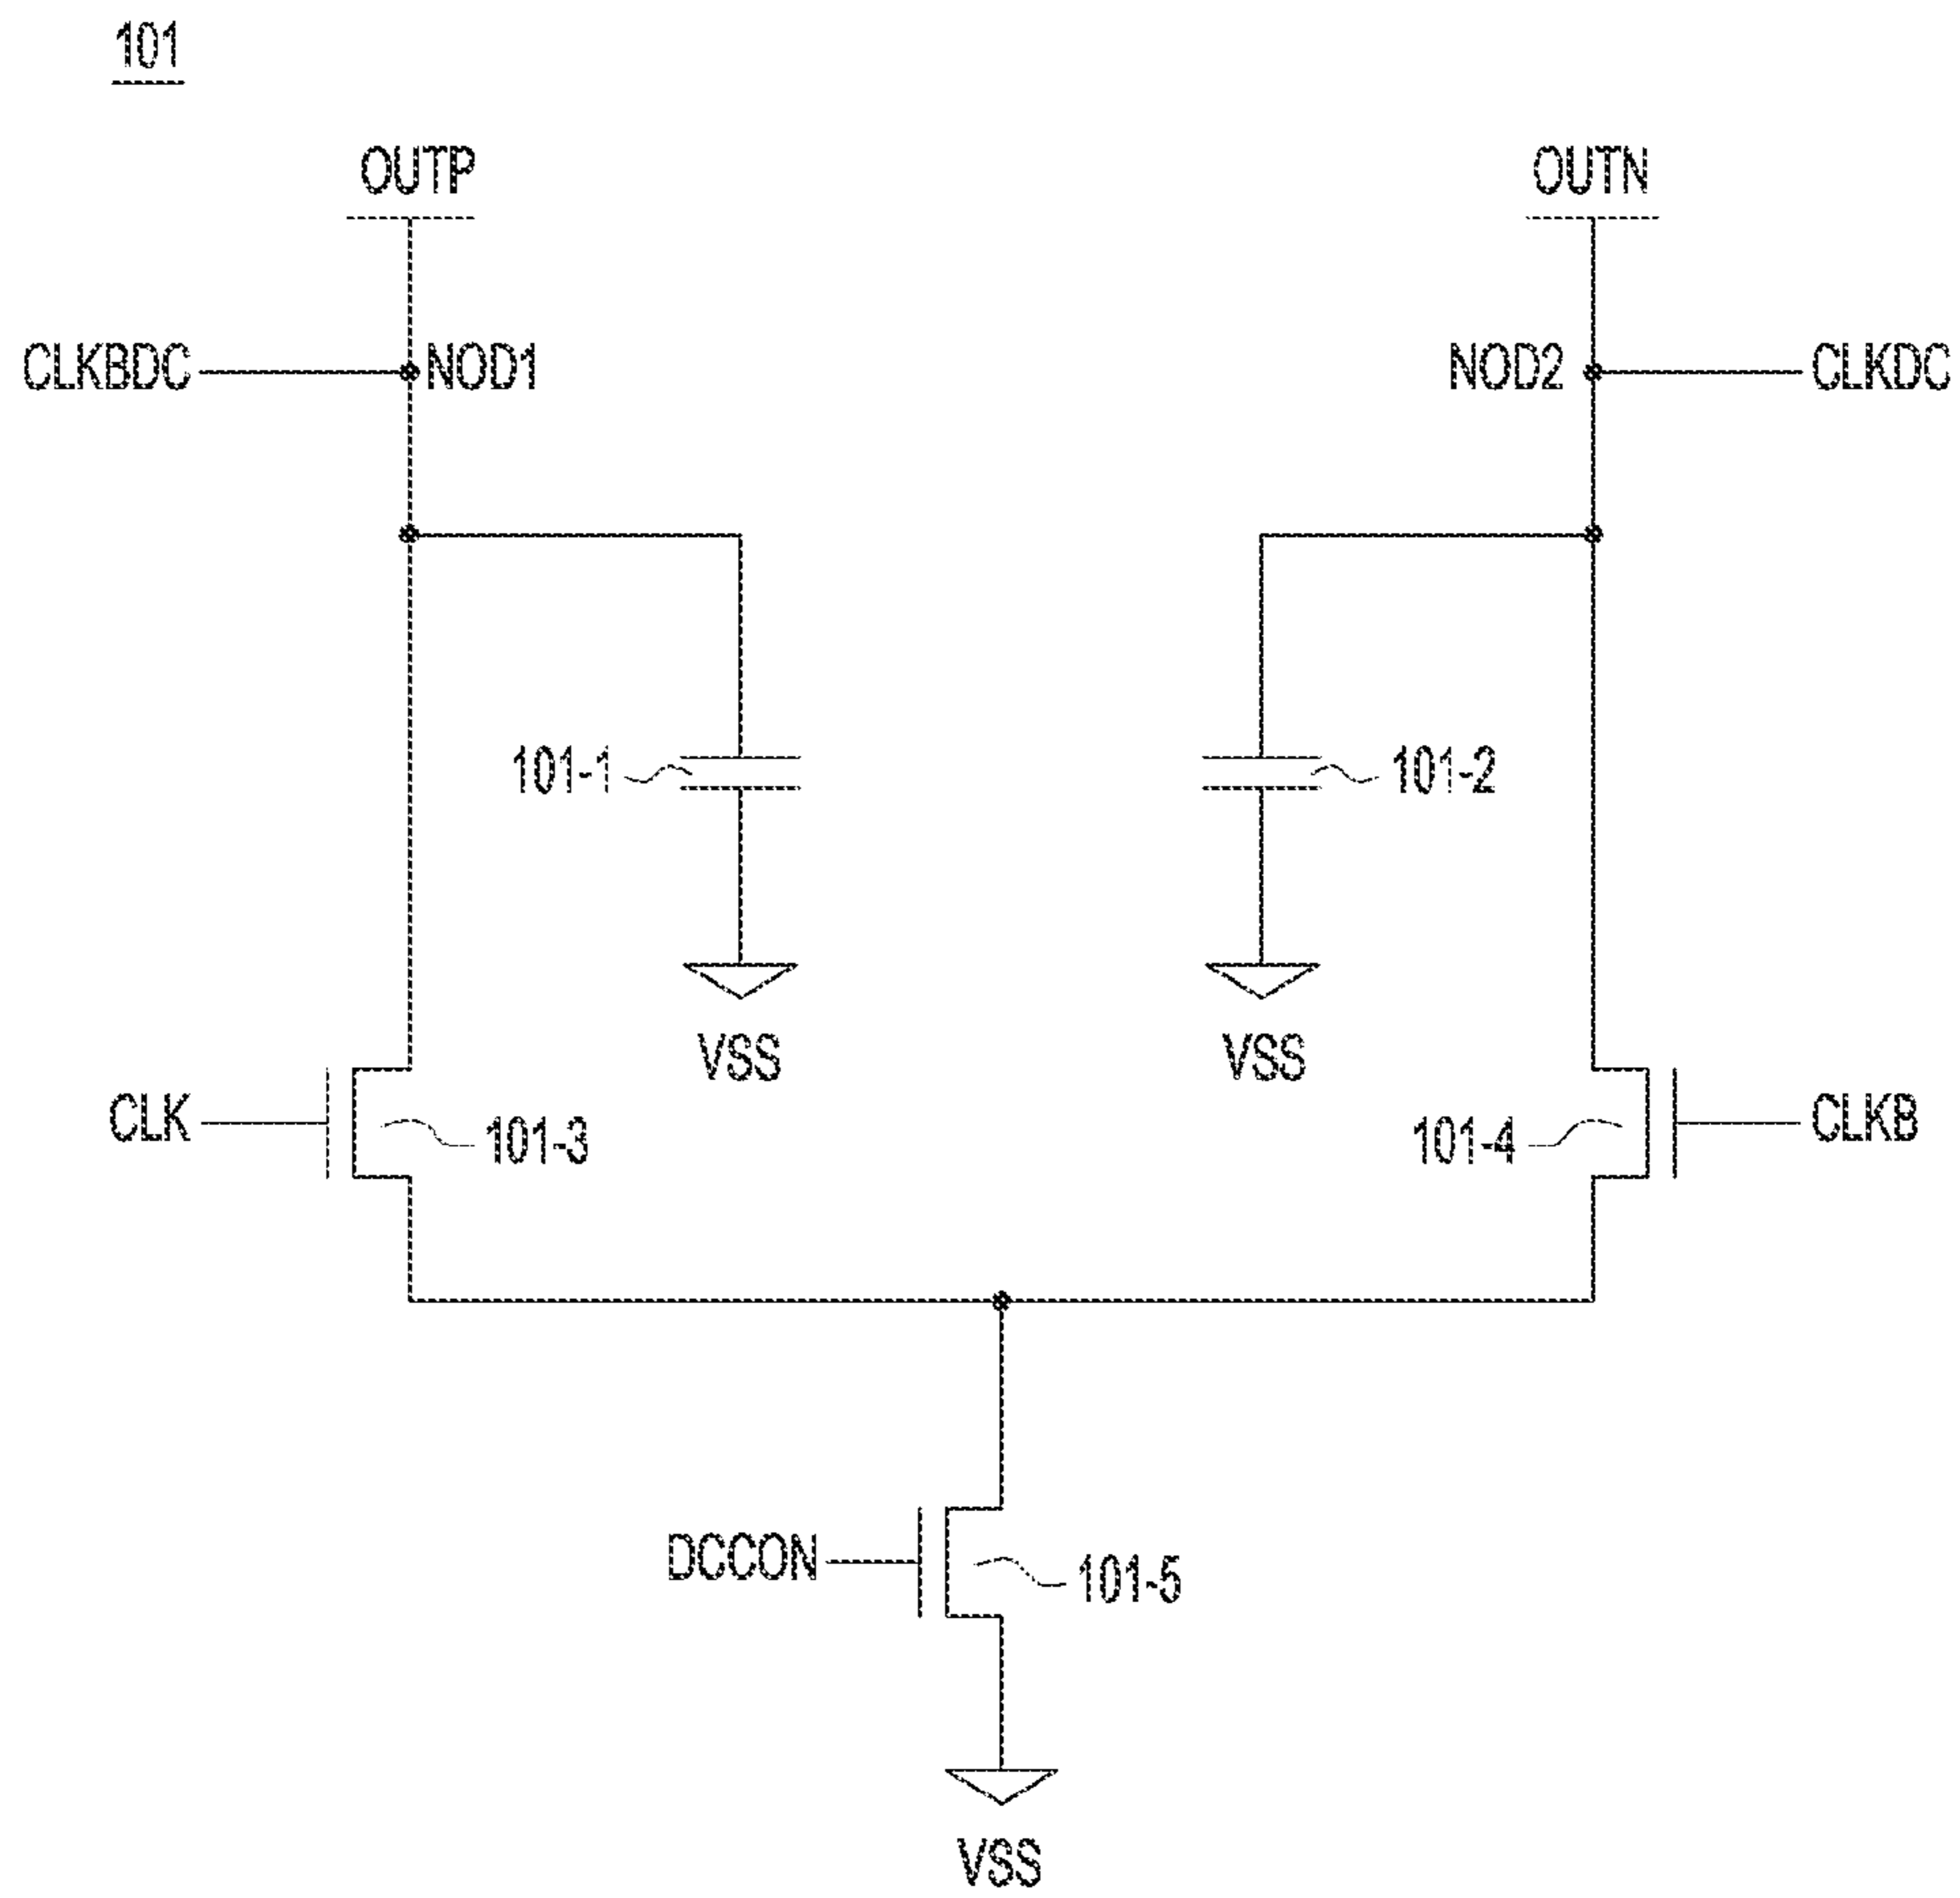 101
OUTP
OUTN
CLKBDC
NOD1
NOD2
CLKDC
101-1
101-2
VSS
VSS
CLK
101-3
101-4
CLKB
DCCON
101-5
VSS